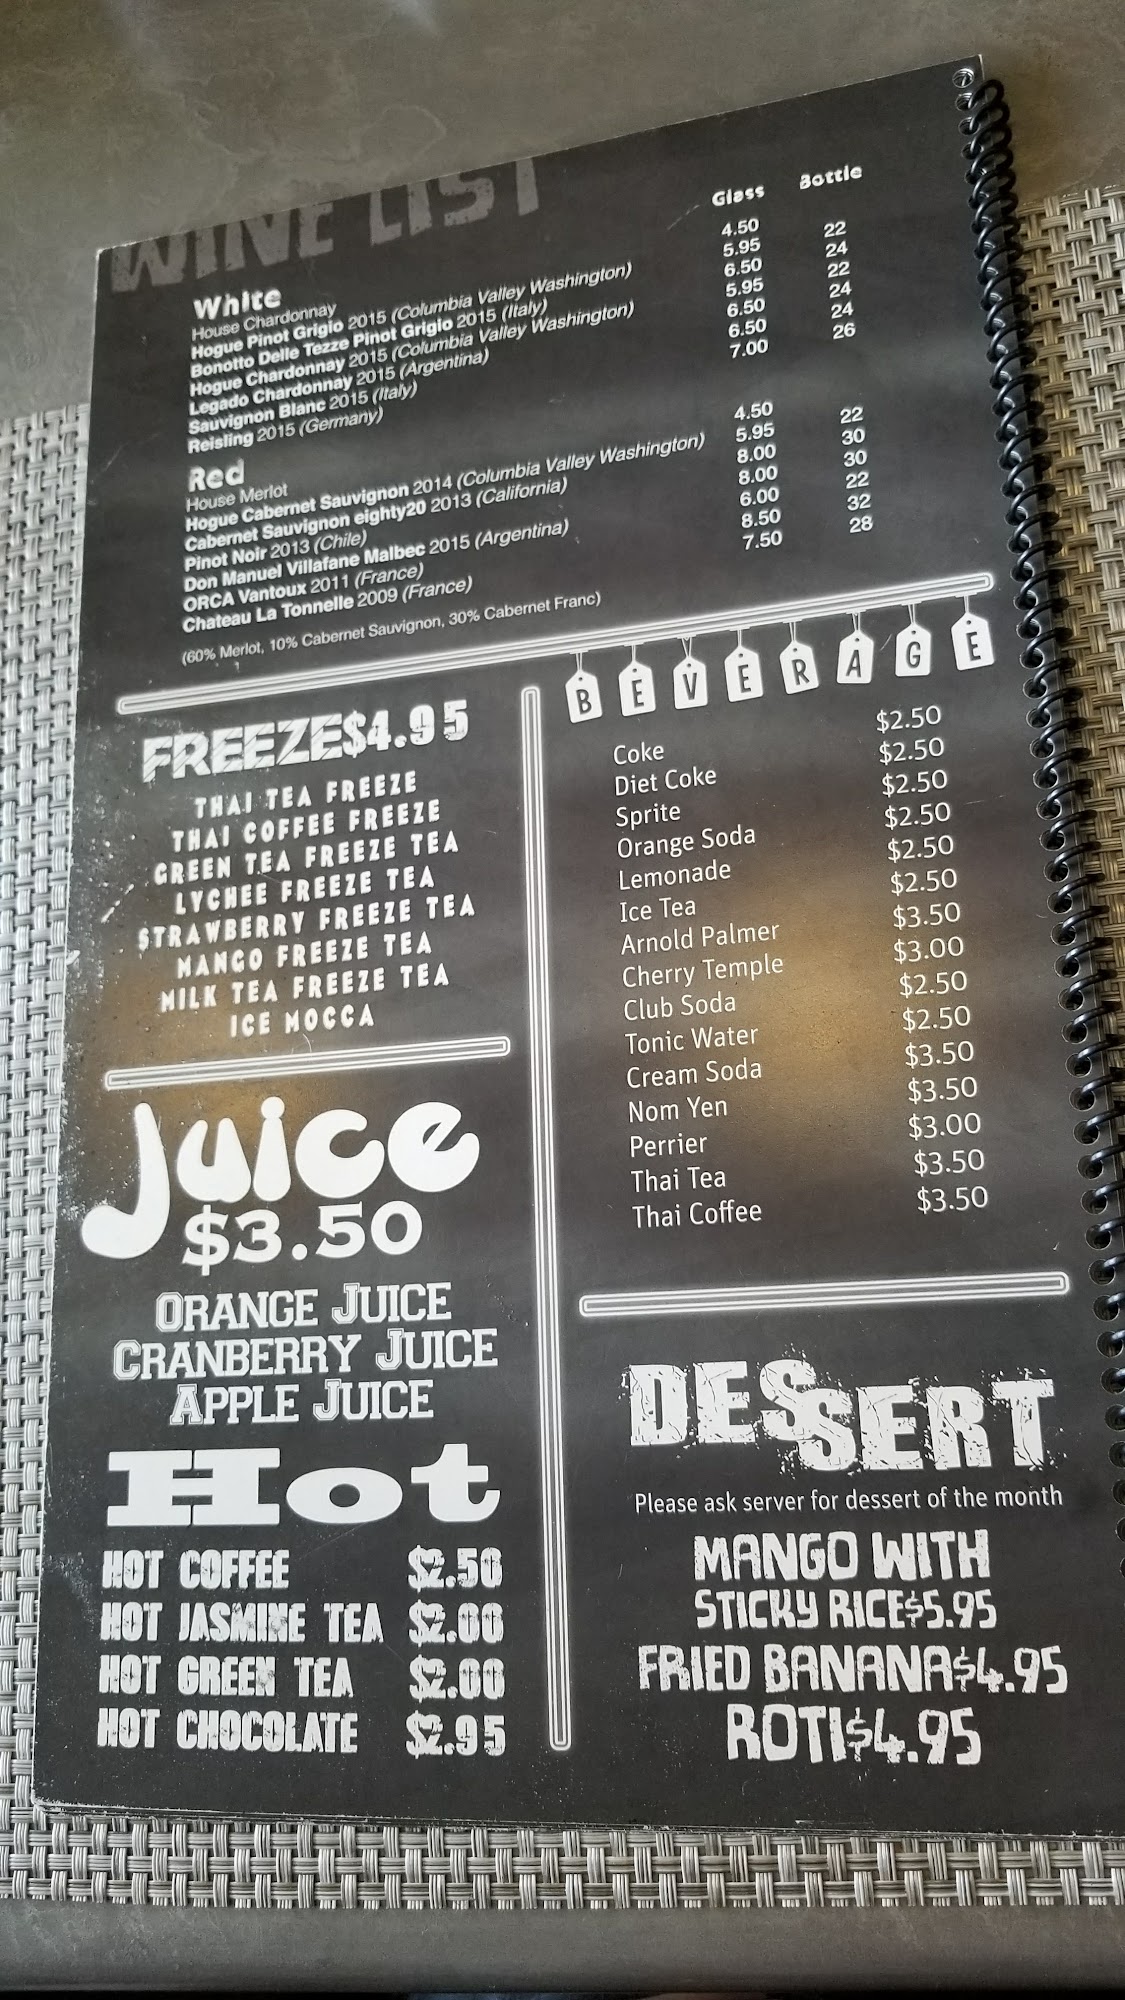 WINE LIST
Glass Bottle
White
House Chardonnay 4.50
Hogue Pinot Grigio 2015 (Columbia Valley Washington) 5.95 22
Bonotto Delle Tezze Pinot Grigio 2015 (Italy) 6.50 24
Hogue Chardonnay 2015 (Columbia Valley Washington) 5.95 22
Legado Chardonnay 2015 (Argentina) 6.50 24
Sauvignon Blanc 2015 (Italy) 6.50 24
Reisling 2015 (Germany) 7.00 26
Red
House Merlot 4.50
Hogue Cabernet Sauvignon 2014 (Columbia Valley Washington) 5.95 22
Cabernet Sauvignon eighty20 2013 (California) 8.00 30
Pinot Noir 2013 (Chile) 8.00 30
Don Manuel Villafane Malbec 2015 (Argentina) 6.00 22
ORCA Vantoux 2011 (France) 8.50 32
Chateau La Tonnelle 2009 (France) 7.50 28
(60% Merlot, 10% Cabernet Sauvignon, 30% Cabernet Franc)
FREEZE$4.95
THAI TEA FREEZE
THAI COFFEE FREEZE
GREEN TEA FREEZE TEA
LYCHEE FREEZE TEA
STRAWBERRY FREEZE TEA
MANGO FREEZE TEA
MILK TEA FREEZE TEA
ICE MOCCA
Juice
$3.50
ORANGE JUICE
CRANBERRY JUICE
APPLE JUICE
Hot
HOT COFFEE $2.50
HOT JASMINE TEA $2.00
HOT GREEN TEA $2.00
HOT CHOCOLATE $2.95
BEVERAGE
Coke $2.50
Diet Coke $2.50
Sprite $2.50
Orange Soda $2.50
Lemonade $2.50
Ice Tea $2.50
Arnold Palmer $3.50
Cherry Temple $3.00
Club Soda $2.50
Tonic Water $2.50
Cream Soda $3.50
Nom Yen $3.50
Perrier $3.00
Thai Tea $3.50
Thai Coffee $3.50
DESSERT
Please ask server for dessert of the month
MANGO WITH
STICKY RICE$5.95
FRIED BANANA$4.95
ROTI$4.95